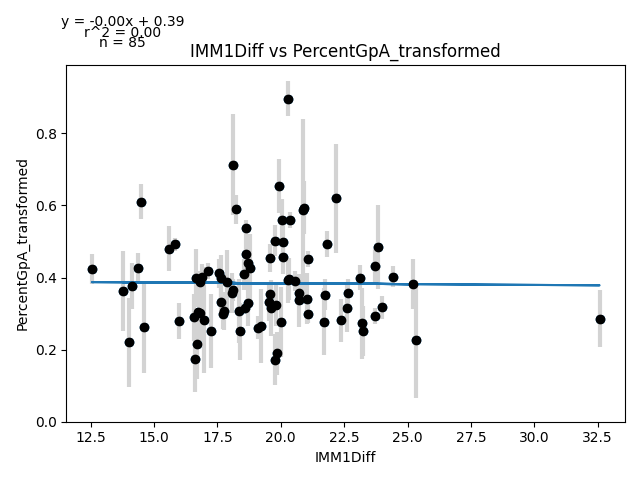 y = -0.00x + 0.39
r^2 = 0.00
n = 85
IMM1Diff vs PercentGpA_transformed
PercentGpA_transformed
0.8
0.6
0.4
0.2
0.0
12.5 15.0 17.5 20.0 22.5 25.0 27.5 30.0 32.5
IMM1Diff